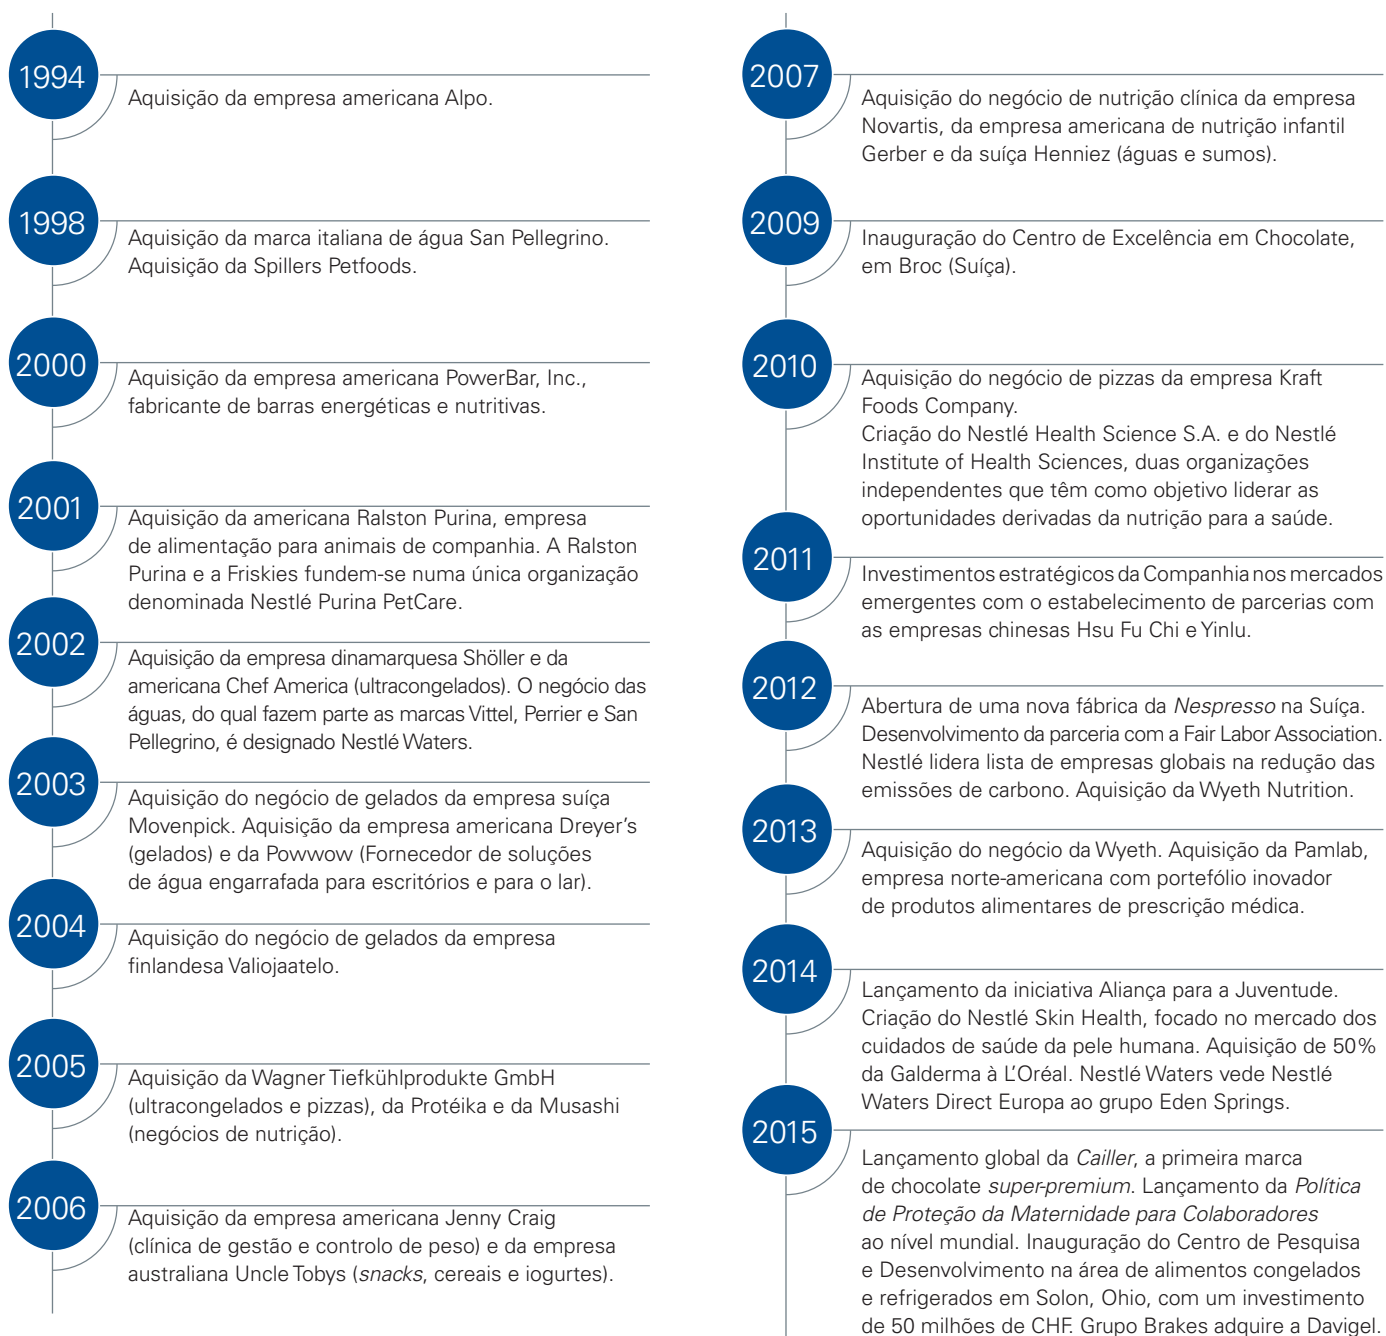 1994
Aquisição da empresa americana Alpo.
1998
Aquisição da marca italiana de água San Pellegrino.
Aquisição da Spillers Petfoods.
2000
Aquisição da empresa americana PowerBar, Inc.,
fabricante de barras energéticas e nutritivas.
2001
Aquisição da americana Ralston Purina, empresa
de alimentação para animais de companhia. A Ralston
Purina e a Friskies fundem-se numa única organização
denominada Nestlé Purina PetCare.
2002
Aquisição da empresa dinamarquesa Shöller e da
americana Chef America (ultracongelados). O negócio das
águas, do qual fazem parte as marcas Vittel, Perrier e San
Pellegrino, é designado Nestlé Waters.
2003
Aquisição do negócio de gelados da empresa suíça
Movenpick. Aquisição da empresa americana Dreyer’s
(gelados) e da Powwow (Fornecedor de soluções
de água engarrafada para escritórios e para o lar).
2004
Aquisição do negócio de gelados da empresa
finlandesa Valiojaatelo.
2005
Aquisição da Wagner Tiefkühlprodukte GmbH
(ultracongelados e pizzas), da Protéika e da Musashi
(negócios de nutrição).
2006
Aquisição da empresa americana Jenny Craig
(clínica de gestão e controlo de peso) e da empresa
australiana Uncle Tobys (snacks, cereais e iogurtes).
2007
Aquisição do negócio de nutrição clínica da empresa
Novartis, da empresa americana de nutrição infantil
Gerber e da suíça Henniez (águas e sumos).
2009
Inauguração do Centro de Excelência em Chocolate,
em Broc (Suíça).
2010
Aquisição do negócio de pizzas da empresa Kraft
Foods Company.
Criação do Nestlé Health Science S.A. e do Nestlé
Institute of Health Sciences, duas organizações
independentes que têm como objetivo liderar as
oportunidades derivadas da nutrição para a saúde.
2011
Investimentos estratégicos da Companhia nos mercados
emergentes com o estabelecimento de parcerias com
as empresas chinesas Hsu Fu Chi e Yinlu.
2012
Abertura de uma nova fábrica da Nespresso na Suíça.
Desenvolvimento da parceria com a Fair Labor Association.
Nestlé lidera lista de empresas globais na redução das
emissões de carbono. Aquisição da Wyeth Nutrition.
2013
Aquisição do negócio da Wyeth. Aquisição da Pamlab,
empresa norte-americana com portefólio inovador
de produtos alimentares de prescrição médica.
2014
Lançamento da iniciativa Aliança para a Juventude.
Criação do Nestlé Skin Health, focado no mercado dos
cuidados de saúde da pele humana. Aquisição de 50%
da Galderma à L’Oréal. Nestlé Waters vede Nestlé
Waters Direct Europa ao grupo Eden Springs.
2015
Lançamento global da Cailler, a primeira marca
de chocolate super-premium. Lançamento da Política
de Proteção da Maternidade para Colaboradores
ao nível mundial. Inauguração do Centro de Pesquisa
e Desenvolvimento na área de alimentos congelados
e refrigerados em Solon, Ohio, com um investimento
de 50 milhões de CHF. Grupo Brakes adquire a Davigel.